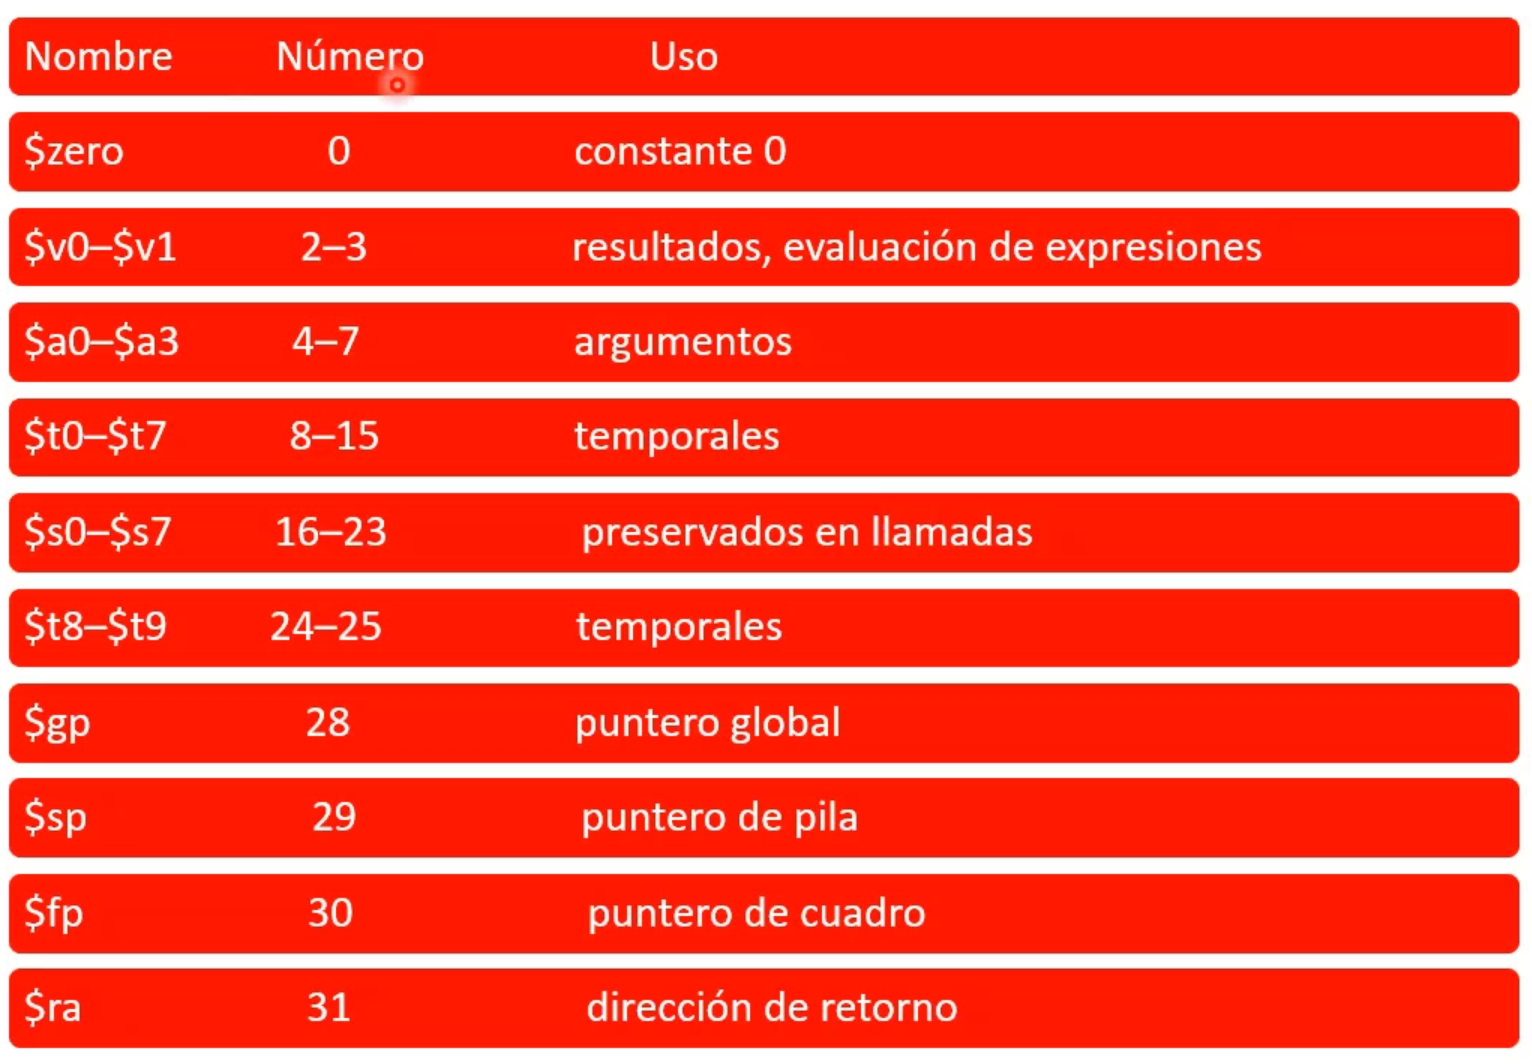 Nombre Número Uso
$zero 0 constante 0
$v0–$v1 2–3 resultados, evaluación de expresiones
$a0–$a3 4–7 argumentos
$t0–$t7 8–15 temporales
$s0–$s7 16–23 preservados en llamadas
$t8–$t9 24–25 temporales
$gp 28 puntero global
$sp 29 puntero de pila
$fp 30 puntero de cuadro
$ra 31 dirección de retorno